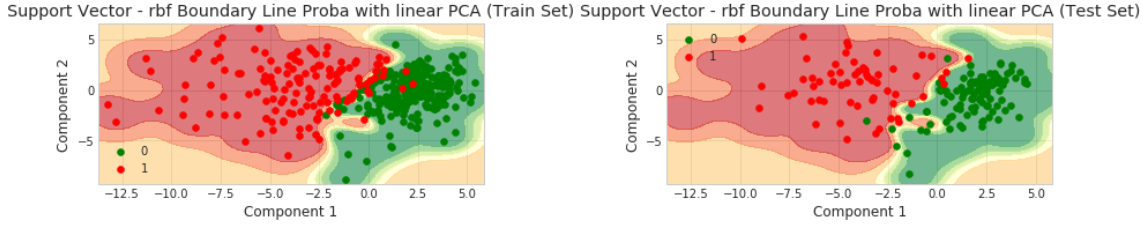 Support Vector - rbf Boundary Line Proba with linear PCA (Train Set)
5
0
−5
Component 2
0
1
−12.5 −10.0 −7.5 −5.0 −2.5 0.0 2.5 5.0
Component 1
Support Vector - rbf Boundary Line Proba with linear PCA (Test Set)
0
1
5
0
−5
Component 2
−12.5 −10.0 −7.5 −5.0 −2.5 0.0 2.5 5.0
Component 1